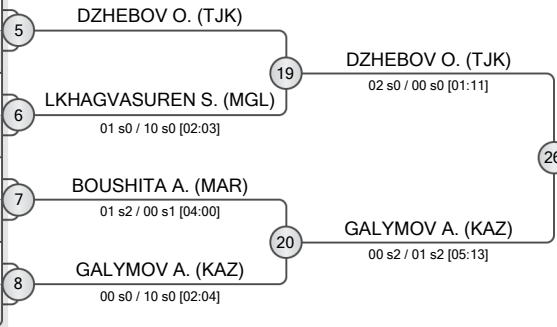 DZHEBOV O. (TJK)
5
19
DZHEBOV O. (TJK)
02 s0 / 00 s0 [01:11]
LKHAGVASUREN S. (MGL)
6
01 s0 / 10 s0 [02:03]
26
BOUSHITA A. (MAR)
7
01 s2 / 00 s1 [04:00]
20
GALYMOV A. (KAZ)
00 s2 / 01 s2 [05:13]
GALYMOV A. (KAZ)
8
00 s0 / 10 s0 [02:04]